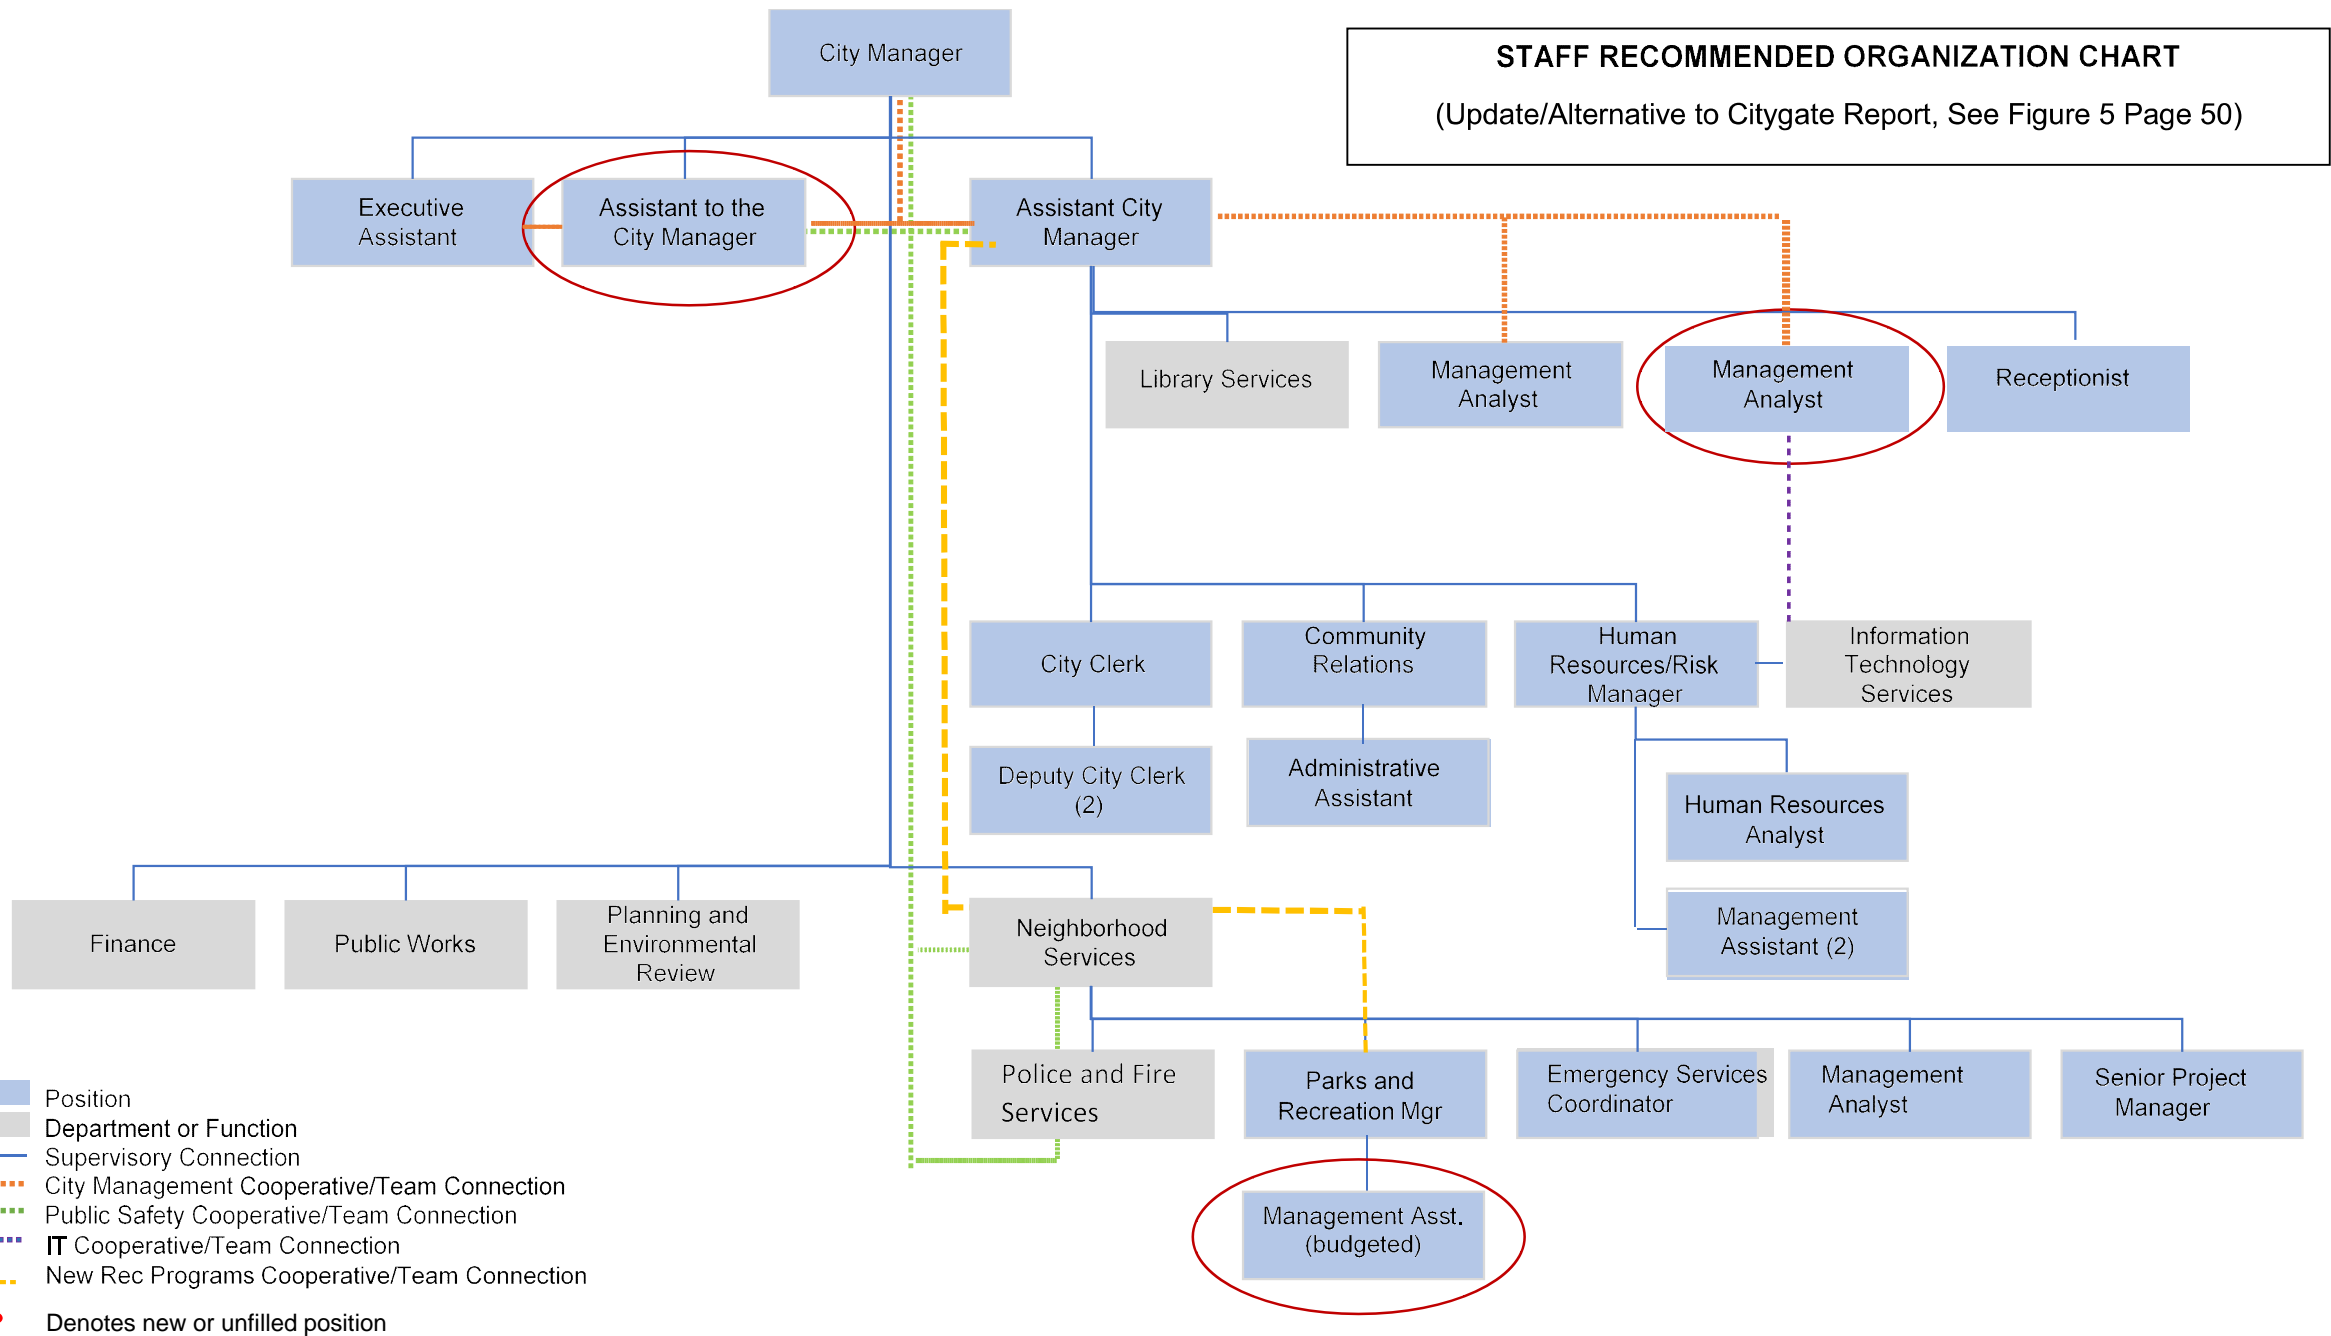 City Manager
STAFF RECOMMENDED ORGANIZATION CHART
(Update/Alternative to Citygate Report, See Figure 5 Page 50)
Executive
Assistant
Assistant to the
City Manager
Assistant City
Manager
Library Services
Management
Analyst
Management
Analyst
Receptionist
City Clerk
Community
Relations
Human
Resources/Risk
Manager
Information
Technology
Services
Deputy City Clerk
(2)
Administrative
Assistant
Human Resources
Analyst
Management
Assistant (2)
Finance
Public Works
Planning and
Environmental
Review
Neighborhood
Services
Police and Fire
Services
Parks and
Recreation Mgr
Emergency Services
Coordinator
Management
Analyst
Senior Project
Manager
Management Asst.
(budgeted)
Position
Department or Function
Supervisory Connection
City Management Cooperative/Team Connection
Public Safety Cooperative/Team Connection
IT Cooperative/Team Connection
New Rec Programs Cooperative/Team Connection
Denotes new or unfilled position